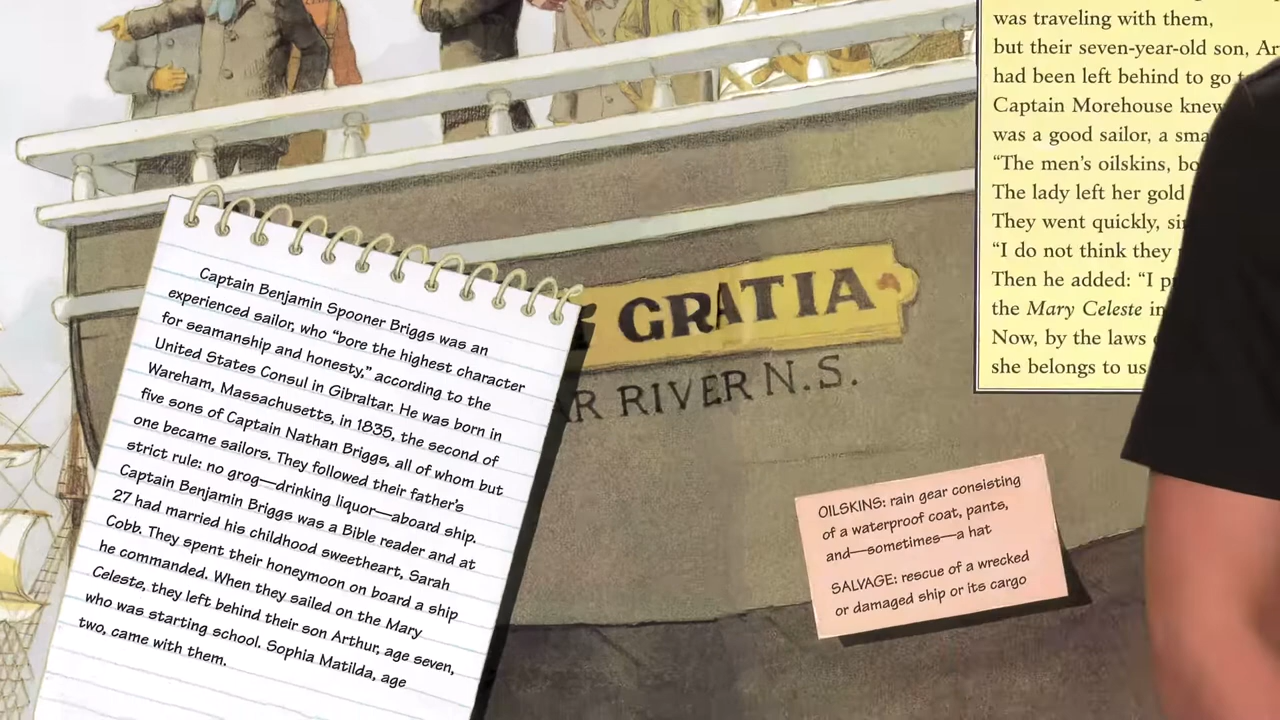 Captain Benjamin Spooner Briggs was an
experienced sailor, who “bore the highest character
for seamanship and honesty,” according to the
United States Consul in Gibraltar. He was born in
Wareham, Massachusetts, in 1835, the second of
five sons of Captain Nathan Briggs, all of whom but
one became sailors. They followed their father’s
strict rule: no grog—drinking liquor—aboard ship.
Captain Benjamin Briggs was a Bible reader and at
27 had married his childhood sweetheart, Sarah
Cobb. They spent their honeymoon on board a ship
he commanded. When they sailed on the Mary
Celeste, they left behind their son Arthur, age seven,
who was starting school. Sophia Matilda, age
two, came with them.
GRATIA
RIVER N.S.
OILSKINS: rain gear consisting
of a waterproof coat, pants,
and—sometimes—a hat
SALVAGE: rescue of a wrecked
or damaged ship or its cargo
was traveling with them,
but their seven-year-old son,
had been left behind to go
Captain Morehouse knew
was a good sailor, a
“The men’s oilskins,
The lady left her gold
They went quickly,
“I do not think they
Then he added: “I
the Mary Celeste
Now, by the laws
she belongs to us